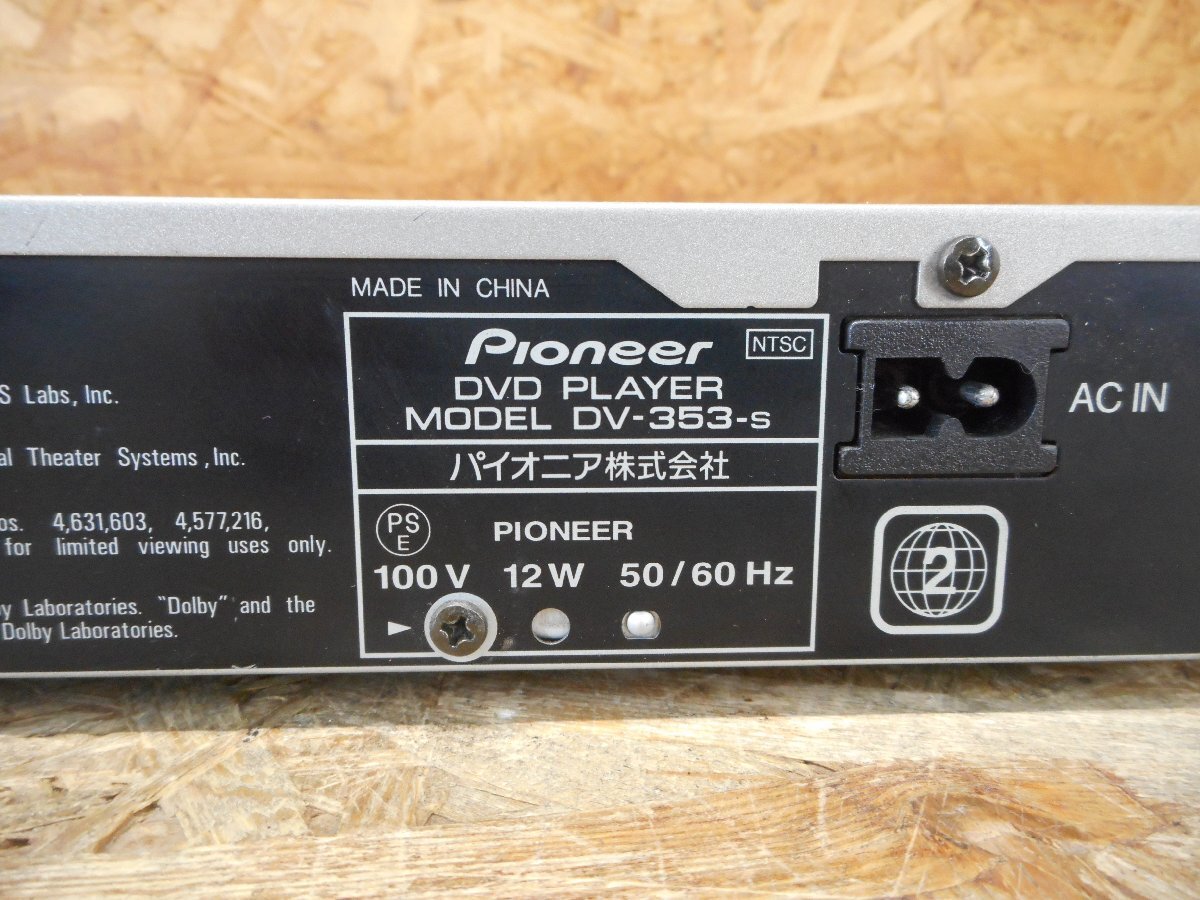 MADE IN CHINA
Pioneer
NTSC
DVD PLAYER
MODEL DV-353-s
パイオニア株式会社
PS
E
PIONEER
100V 12W 50/60Hz
AC IN
2
Labs, Inc.
Theater Systems, Inc.
4,631,603, 4,577,216,
for limited viewing uses only.
Laboratories. "Dolby" and the
Dolby Laboratories.